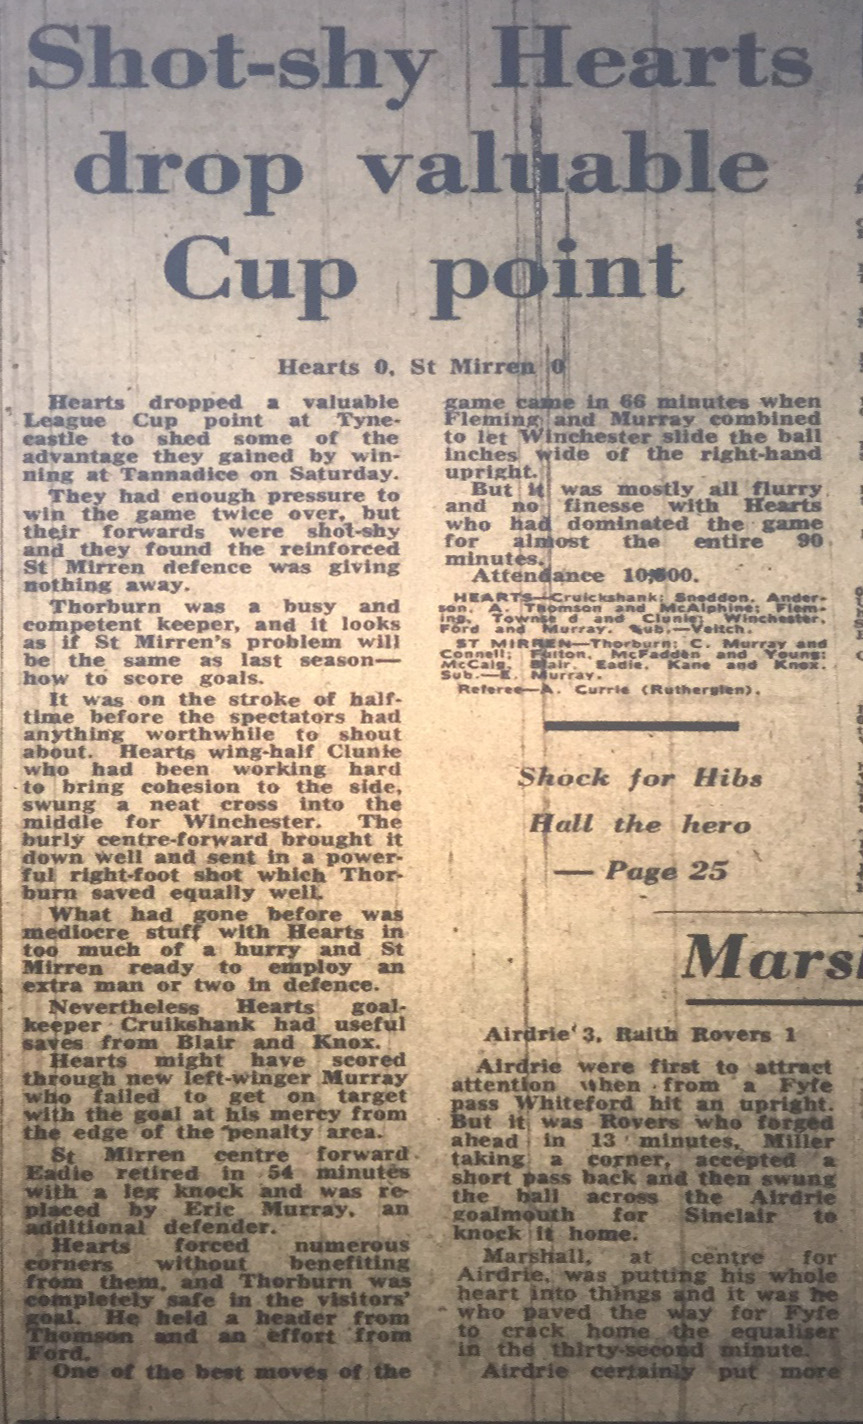 Shot-shy Hearts
drop valuable
Cup point
Hearts 0, St Mirren 0
Hearts dropped a valuable
League Cup point at Tyne-
castle to shed some of the
advantage they gained by win-
ning at Tannadice on Saturday.
They had enough pressure to
win the game twice over, but
their forwards were shot-shy
and they found the reinforced
St Mirren defence was giving
nothing away.
Thorburn was a busy and
competent keeper, and it looks
as if St Mirren's problem will
be the same as last season—
how to score goals.
It was on the stroke of half-
time before the spectators had
anything worthwhile to shout
about. Hearts wing-half Clunie
who had been working hard
to bring cohesion to the side,
swung a neat cross into the
middle for Winchester. The
burly centre-forward brought it
down well and sent in a power-
ful right-foot shot which Thor-
burn saved equally well.
What had gone before was
mediocre stuff with Hearts in
too much of a hurry and St
Mirren ready to employ an
extra man or two in defence.
Nevertheless Hearts goal-
keeper Cruikshank had useful
saves from Blair and Knox.
Hearts might have scored
through new left-winger Murray
who failed to get on target
with the goal at his mercy from
the edge of the penalty area.
St Mirren centre forward
Eadie retired in 54 minutes
with a leg knock and was re-
placed by Eric Murray, an
additional defender.
Hearts forced numerous
corners without benefiting
from them, and Thorburn was
completely safe in the visitors'
goal. He held a header from
Thomson and an effort from
Ford.
One of the best moves of the
game came in 66 minutes when
Fleming and Murray combined
to let Winchester slide the ball
inches wide of the right-hand
upright.
But it was mostly all flurry
and no finesse with Hearts
who had dominated the game
for almost the entire 90
minutes.
Attendance
HEARTS—Cruickshank; Sneddon, Ander-
son, A. Thomson and McAlphine; Flem-
ing, and Clunie; Winchester,
Ford and Murray. Sub.—Veitch.
ST MIRREN—Thorburn; C. Murray and
Connell; McFadden and Young;
McCaig, Blair, Eadie, Kane and Knox.
Sub.—E. Murray.
Referee—A. Currie (Rutherglen).
Shock for Hibs
Hall the hero
— Page 25
Airdrie 3, Raith Rovers 1
Airdrie were first to attract
attention when from a Fyfe
pass Whiteford hit an upright.
But it was Rovers who forged
ahead in 13 minutes, Miller
taking a corner, accepted a
short pass back and then swung
the ball across the Airdrie
goalmouth for Sinclair to
knock it home.
Marshall, at centre for
Airdrie, was putting his whole
heart into things and it was he
who paved the way for Fyfe
to crack home the equaliser
in the thirty-second minute.
Airdrie certainly put more